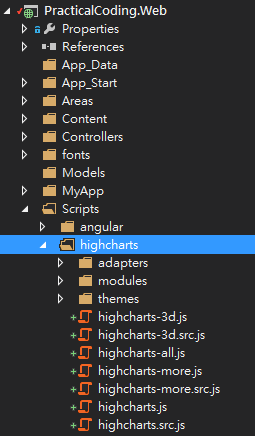 PracticalCoding.Web
Properties
References
App_Data
App_Start
Areas
Content
Controllers
fonts
Models
MyApp
Scripts
angular
highcharts
adapters
modules
themes
highcharts-3d.js
highcharts-3d.src.js
highcharts-all.js
highcharts-more.js
highcharts-more.src.js
highcharts.js
highcharts.src.js